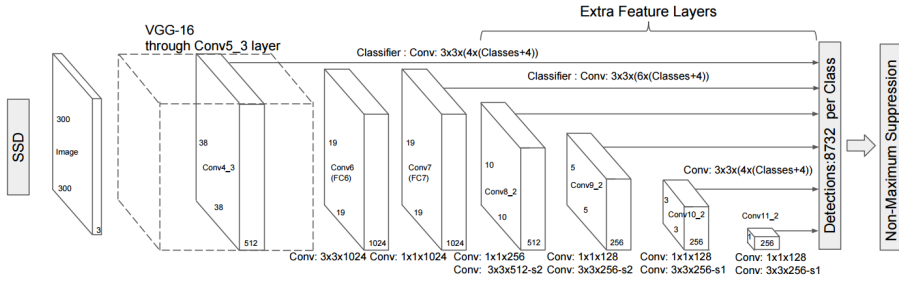 Extra Feature Layers
VGG-16
through Conv5_3 layer
Classifier : Conv: 3x3x(4x(Classes+4))
Classifier : Conv: 3x3x(6x(Classes+4))
Conv: 3x3x(4x(Classes+4))
SSD
300
Image
300
3
38
Conv4_3
38
512
19
Conv6
(FC6)
19
1024
19
Conv7
(FC7)
19
1024
10
Conv8_2
10
512
5
Conv9_2
5
256
3
Conv10_2
3
256
Conv11_2
1
256
Detections:8732 per Class
Non-Maximum Suppression
Conv: 3x3x1024
Conv: 1x1x1024
Conv: 1x1x256
Conv: 3x3x512-s2
Conv: 1x1x128
Conv: 3x3x256-s2
Conv: 1x1x128
Conv: 3x3x256-s1
Conv: 1x1x128
Conv: 3x3x256-s1